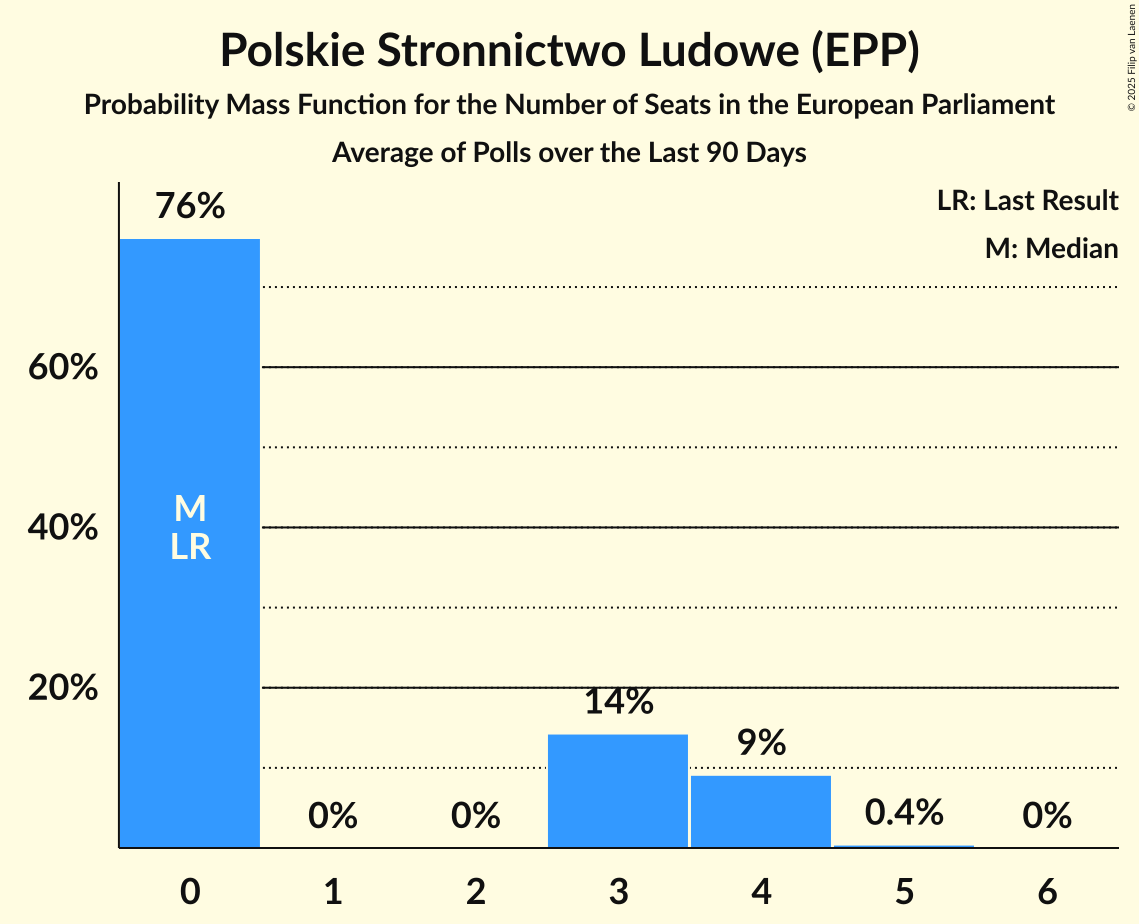 Polskie Stronnictwo Ludowe (EPP)
Probability Mass Function for the Number of Seats in the European Parliament
Average of Polls over the Last 90 Days
© 2025 Filip van Laenen
LR: Last Result
M: Median
76%
60%
40%
20%
M
LR
0%
0%
14%
9%
0.4%
0%
0 1 2 3 4 5 6